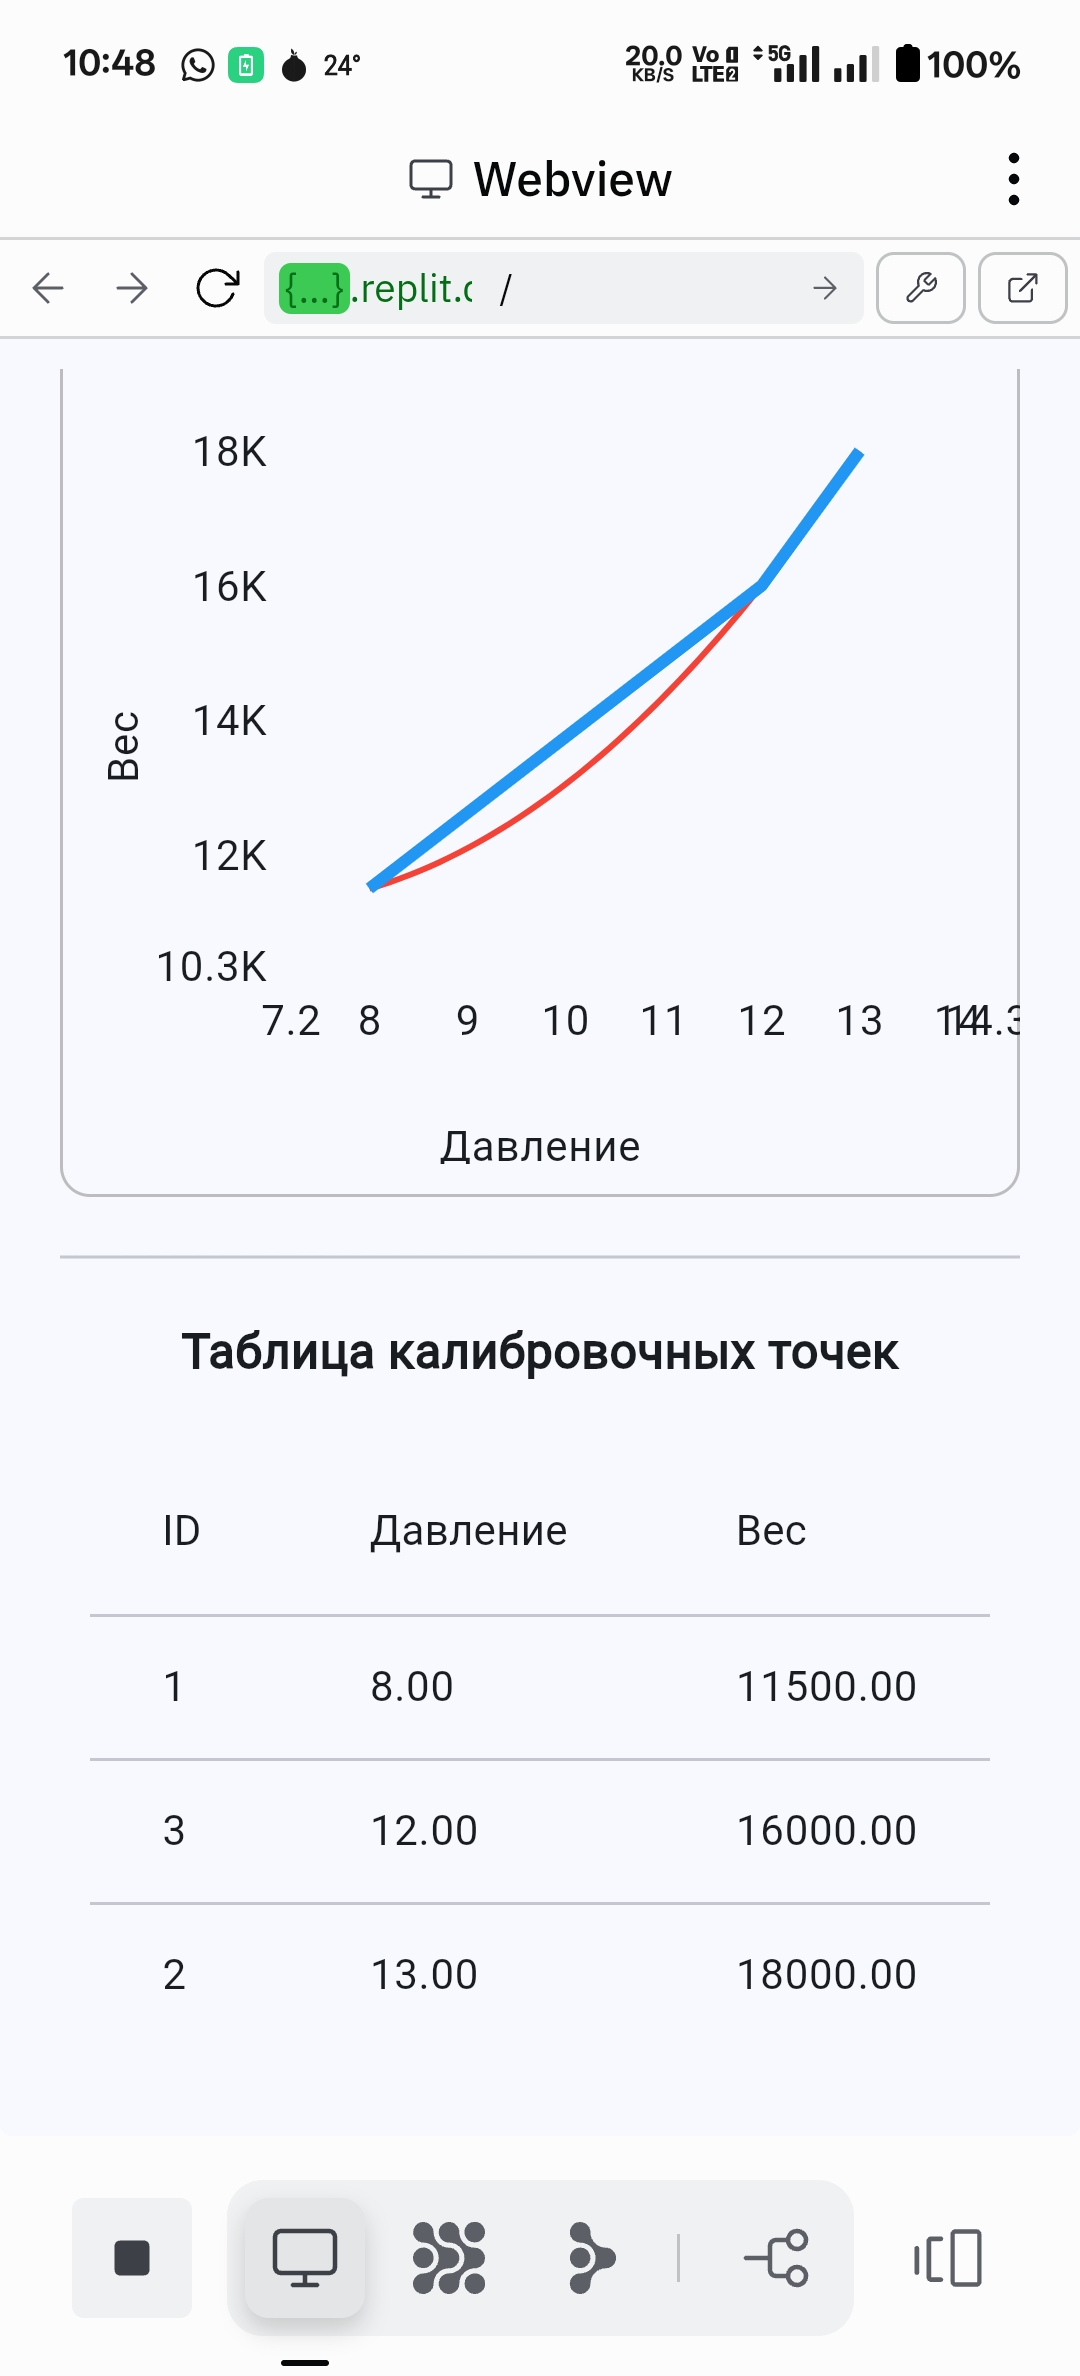 10:48 24° 20.0 KB/S Vo 1 LTE 2 5G 100%
Webview
{...}.replit.c /
18K
16K
14K
Вес
12K
10.3K
7.2 8 9 10 11 12 13 14 14.3
Давление
Таблица калибровочных точек
ID Давление Вес
1 8.00 11500.00
3 12.00 16000.00
2 13.00 18000.00